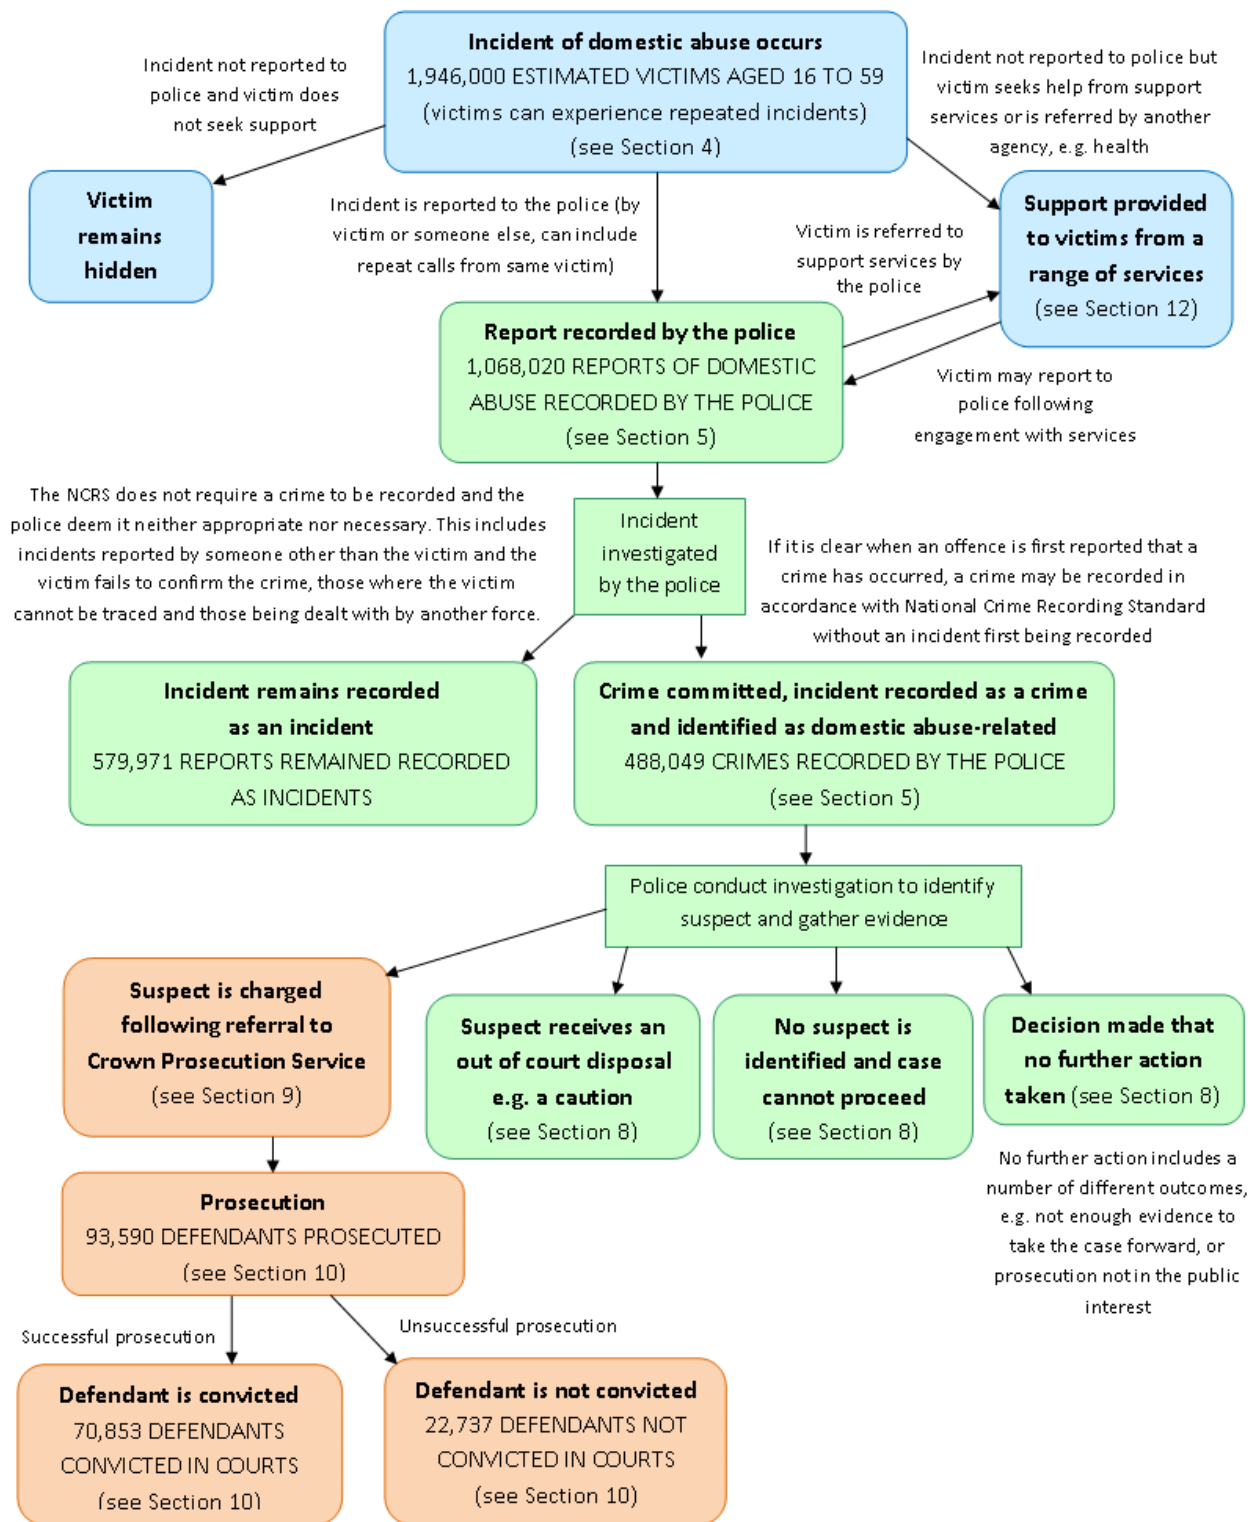 Incident of domestic abuse occurs
1,946,000 ESTIMATED VICTIMS AGED 16 TO 59
(victims can experience repeated incidents)
(see Section 4)
Incident not reported to
police and victim does
not seek support
Incident not reported to police but
victim seeks help from support
services or is referred by another
agency, e.g. health
Victim
remains
hidden
Incident is reported to the police (by
victim or someone else, can include
repeat calls from same victim)
Victim is referred to
support services by
the police
Support provided
to victims from a
range of services
(see Section 12)
Report recorded by the police
1,068,020 REPORTS OF DOMESTIC
ABUSE RECORDED BY THE POLICE
(see Section 5)
Victim may report to
police following
engagement with services
The NCRS does not require a crime to be recorded and the
police deem it neither appropriate nor necessary. This includes
incidents reported by someone other than the victim and the
victim fails to confirm the crime, those where the victim
cannot be traced and those being dealt with by another force.
Incident
investigated
by the police
If it is clear when an offence is first reported that a
crime has occurred, a crime may be recorded in
accordance with National Crime Recording Standard
without an incident first being recorded
Incident remains recorded
as an incident
579,971 REPORTS REMAINED RECORDED
AS INCIDENTS
Crime committed, incident recorded as a crime
and identified as domestic abuse-related
488,049 CRIMES RECORDED BY THE POLICE
(see Section 5)
Police conduct investigation to identify
suspect and gather evidence
Suspect is charged
following referral to
Crown Prosecution Service
(see Section 9)
Suspect receives an
out of court disposal
e.g. a caution
(see Section 8)
No suspect is
identified and case
cannot proceed
(see Section 8)
Decision made that
no further action
taken (see Section 8)
No further action includes a
number of different outcomes,
e.g. not enough evidence to
take the case forward, or
prosecution not in the public
interest
Prosecution
93,590 DEFENDANTS PROSECUTED
(see Section 10)
Successful prosecution
Unsuccessful prosecution
Defendant is convicted
70,853 DEFENDANTS
CONVICTED IN COURTS
(see Section 10)
Defendant is not convicted
22,737 DEFENDANTS NOT
CONVICTED IN COURTS
(see Section 10)